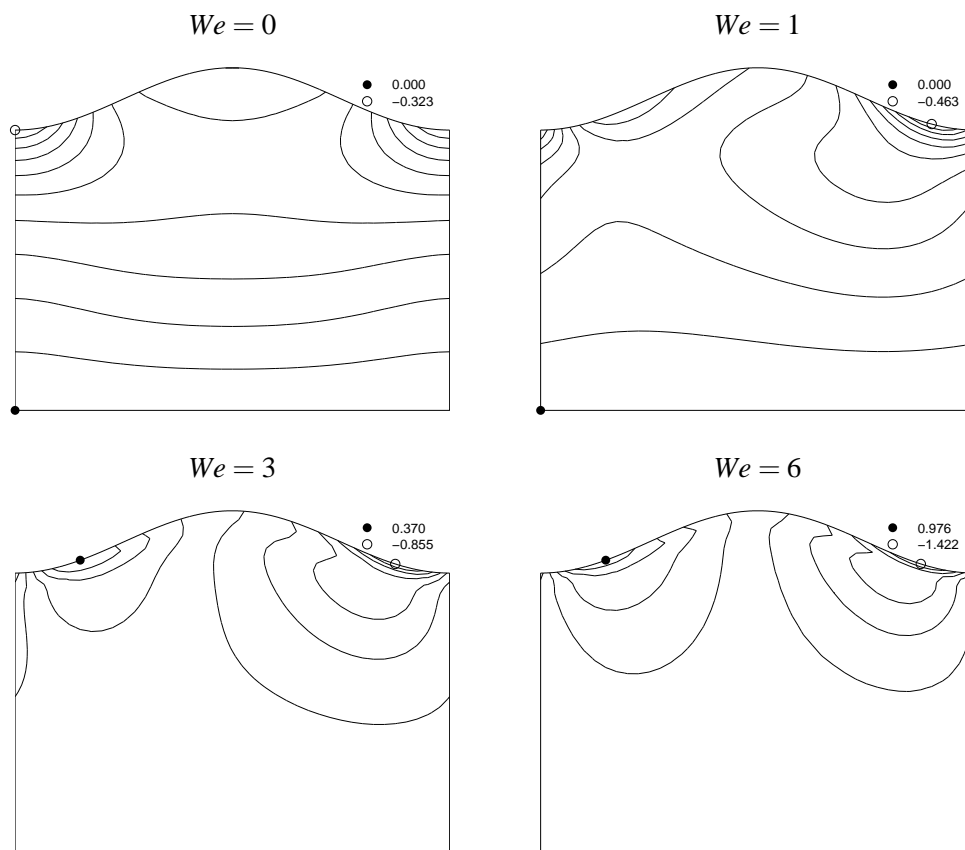 We = 0
We = 1
0.000
−0.323
0.000
−0.463
We = 3
We = 6
0.370
−0.855
0.976
−1.422